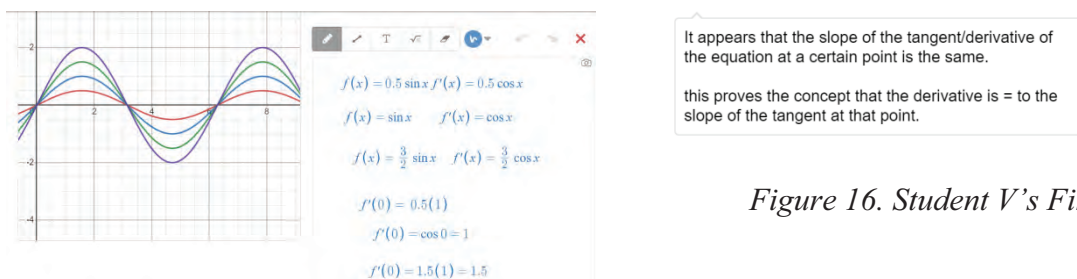 2
2
4
6
8
-2
-4
T
f(x) = 0.5 sin x f'(x) = 0.5 cos x
f(x) = sin x f'(x) = cos x
f(x) = 3/2 sin x f'(x) = 3/2 cos x
f'(0) = 0.5(1)
f'(0) = cos 0 = 1
f'(0) = 1.5(1) = 1.5
It appears that the slope of the tangent/derivative of
the equation at a certain point is the same.
this proves the concept that the derivative is = to the
slope of the tangent at that point.
Figure 16. Student V's Fi